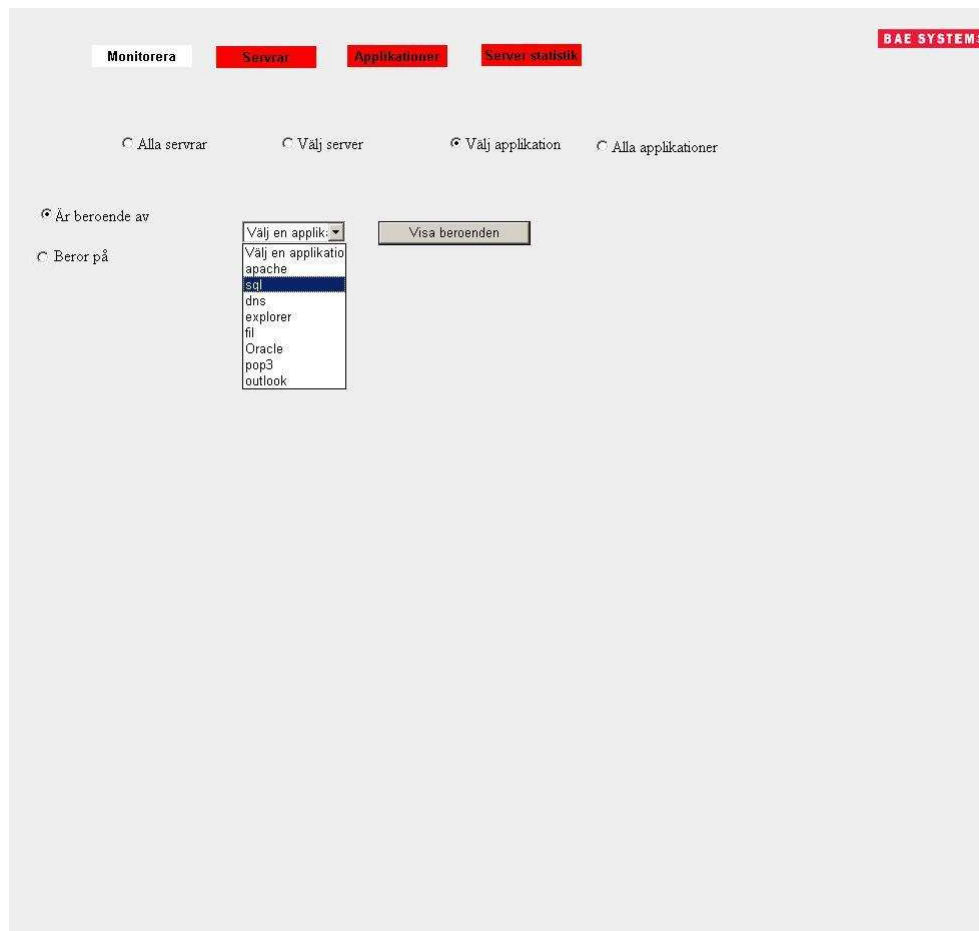 BAE SYSTEMS
Monitorera Servrar Applikationer Server statistik
Alla servrar Välj server Välj applikation Alla applikationer
Är beroende av
Välj en applik: Visa beroenden
Beror på
Välj en applikatio
apache
sql
dns
explorer
fil
Oracle
pop3
outlook